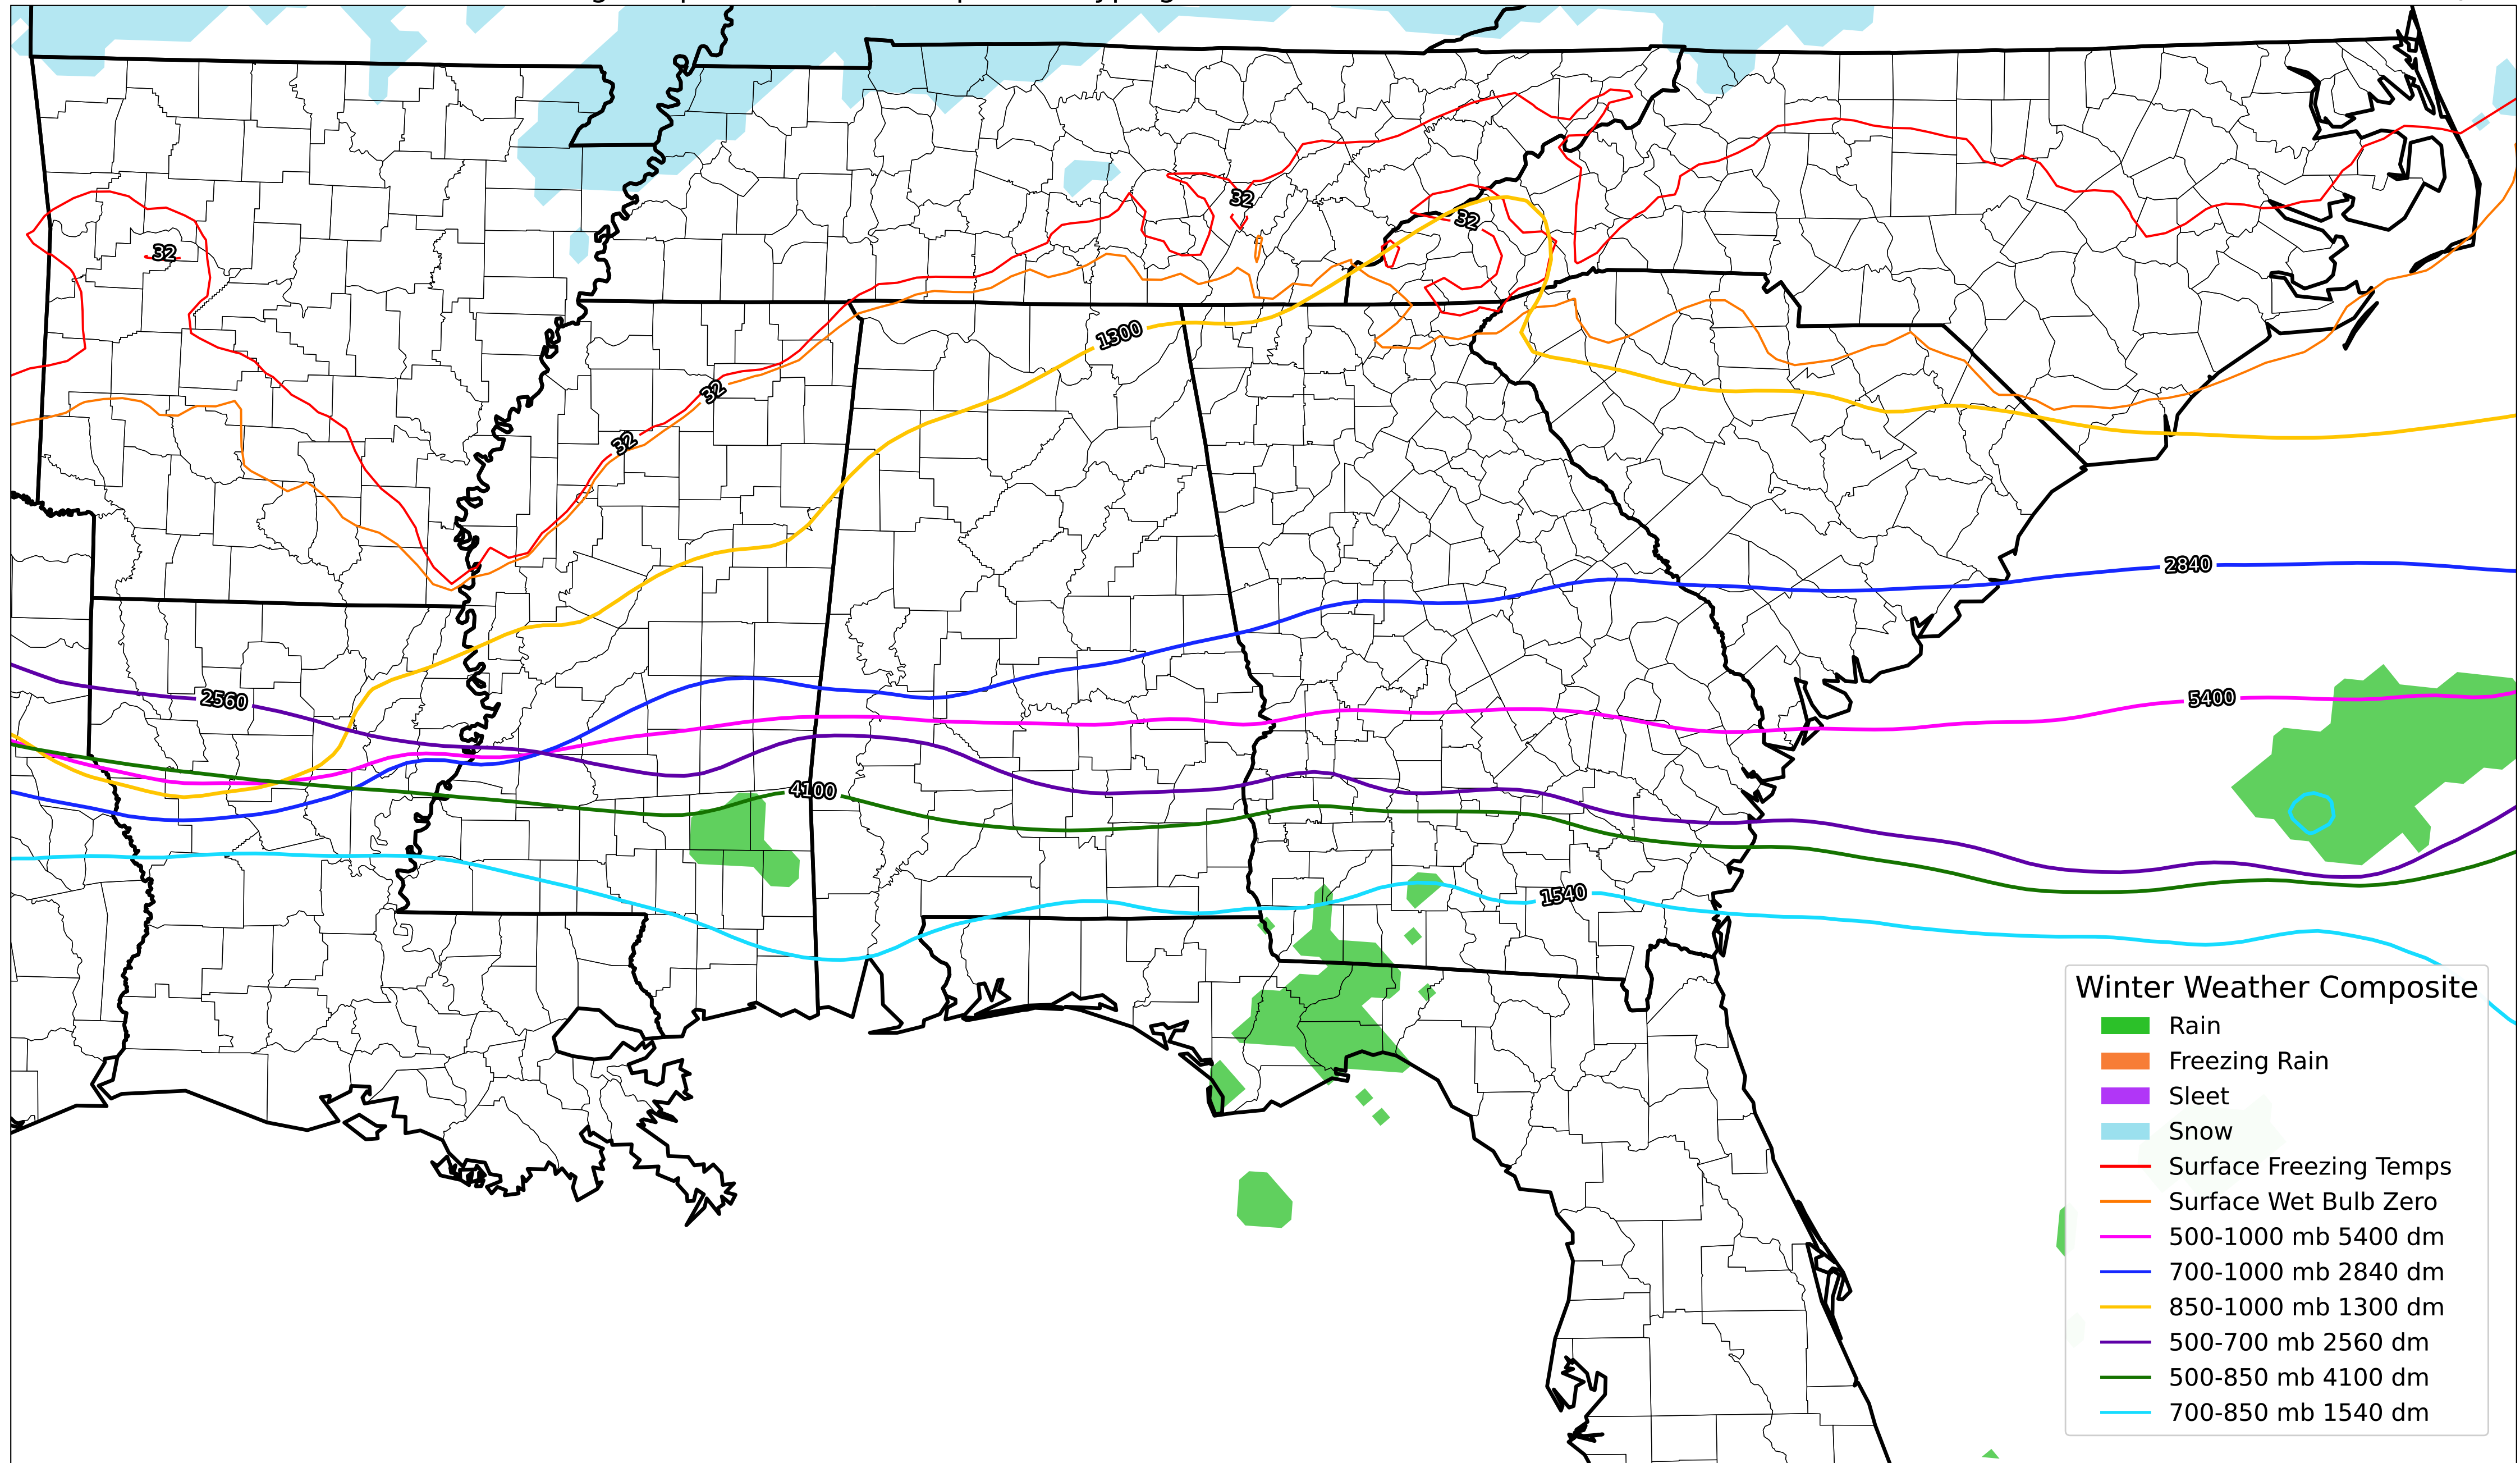 32
32
32
1300
32
32
2840
2560
5400
4100
1540
Winter Weather Composite
Rain
Freezing Rain
Sleet
Snow
Surface Freezing Temps
Surface Wet Bulb Zero
500-1000 mb 5400 dm
700-1000 mb 2840 dm
850-1000 mb 1300 dm
500-700 mb 2560 dm
500-850 mb 4100 dm
700-850 mb 1540 dm